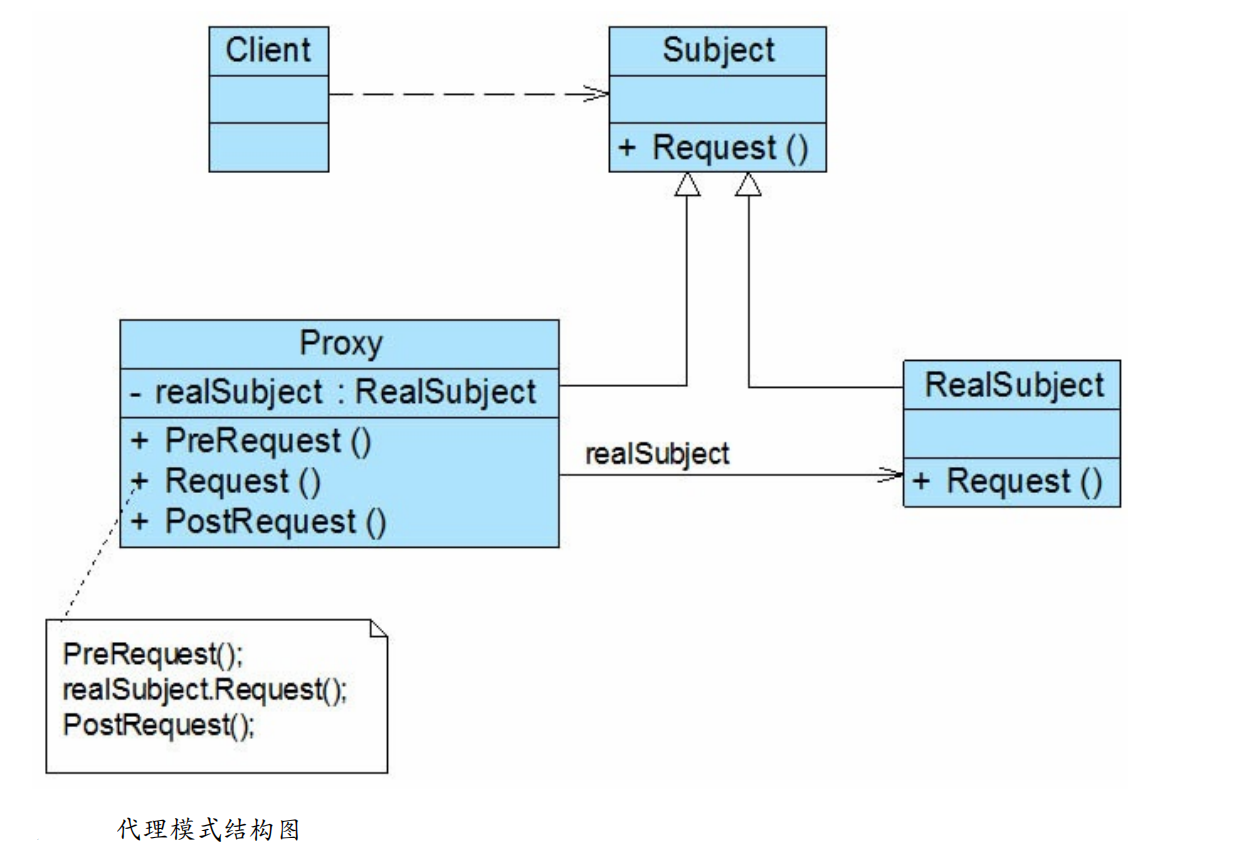 Client
Subject
+ Request ()
Proxy
- realSubject : RealSubject
+ PreRequest ()
+ Request ()
+ PostRequest ()
realSubject
RealSubject
+ Request ()
PreRequest();
realSubject.Request();
PostRequest();
代理模式结构图